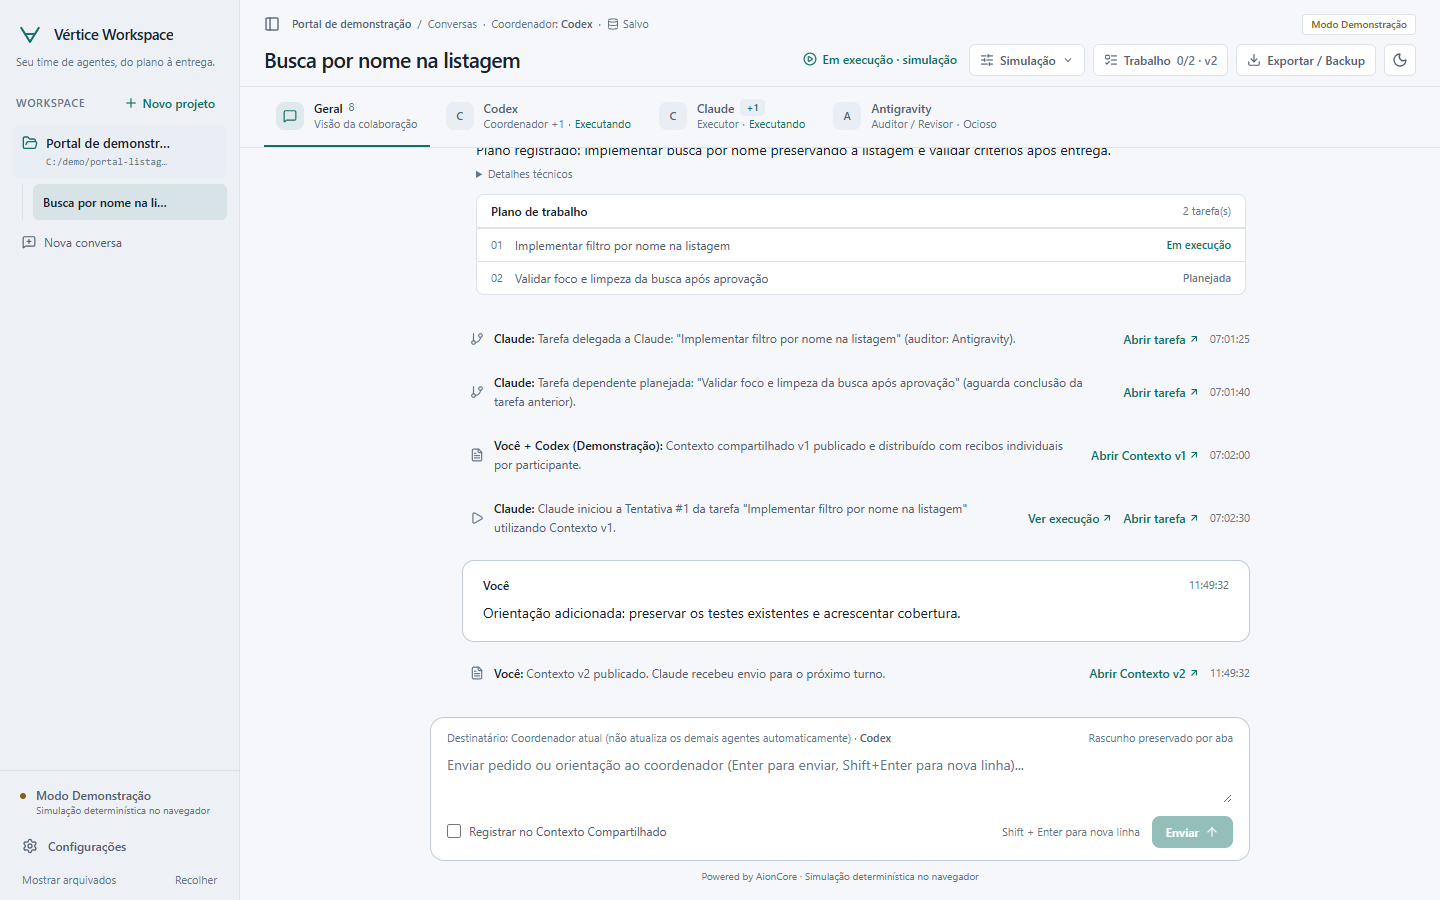 Vértice Workspace
Seu time de agentes, do plano à entrega.
WORKSPACE
Novo projeto
Portal de demonstr...
C:/demo/portal-listag…
Busca por nome na li...
Nova conversa
Modo Demonstração
Simulação determinística no navegador
Configurações
Mostrar arquivados
Recolher
Portal de demonstração / Conversas · Coordenador: Codex · Salvo
Modo Demonstração
Busca por nome na listagem
Em execução · simulação
Simulação
Trabalho 0/2 · v2
Exportar / Backup
Geral 8
Visão da colaboração
C
Codex
Coordenador +1 · Executando
C
Claude +1
Executor · Executando
A
Antigravity
Auditor / Revisor · Ocioso
Plano registrado: implementar busca por nome preservando a listagem e validar critérios após entrega.
Detalhes técnicos
Plano de trabalho
2 tarefa(s)
01 Implementar filtro por nome na listagem
Em execução
02 Validar foco e limpeza da busca após aprovação
Planejada
Claude: Tarefa delegada a Claude: "Implementar filtro por nome na listagem" (auditor: Antigravity).
Abrir tarefa ↗ 07:01:25
Claude: Tarefa dependente planejada: "Validar foco e limpeza da busca após aprovação" (aguarda conclusão da
tarefa anterior).
Abrir tarefa ↗ 07:01:40
Você + Codex (Demonstração): Contexto compartilhado v1 publicado e distribuído com recibos individuais
por participante.
Abrir Contexto v1 ↗ 07:02:00
Claude: Claude iniciou a Tentativa #1 da tarefa "Implementar filtro por nome na listagem"
utilizando Contexto v1.
Ver execução ↗ Abrir tarefa ↗ 07:02:30
Você
11:49:32
Orientação adicionada: preservar os testes existentes e acrescentar cobertura.
Você: Contexto v2 publicado. Claude recebeu envio para o próximo turno.
Abrir Contexto v2 ↗ 11:49:32
Destinatário: Coordenador atual (não atualiza os demais agentes automaticamente) · Codex
Rascunho preservado por aba
Enviar pedido ou orientação ao coordenador (Enter para enviar, Shift+Enter para nova linha)...
Registrar no Contexto Compartilhado
Shift + Enter para nova linha
Enviar
Powered by AionCore · Simulação determinística no navegador